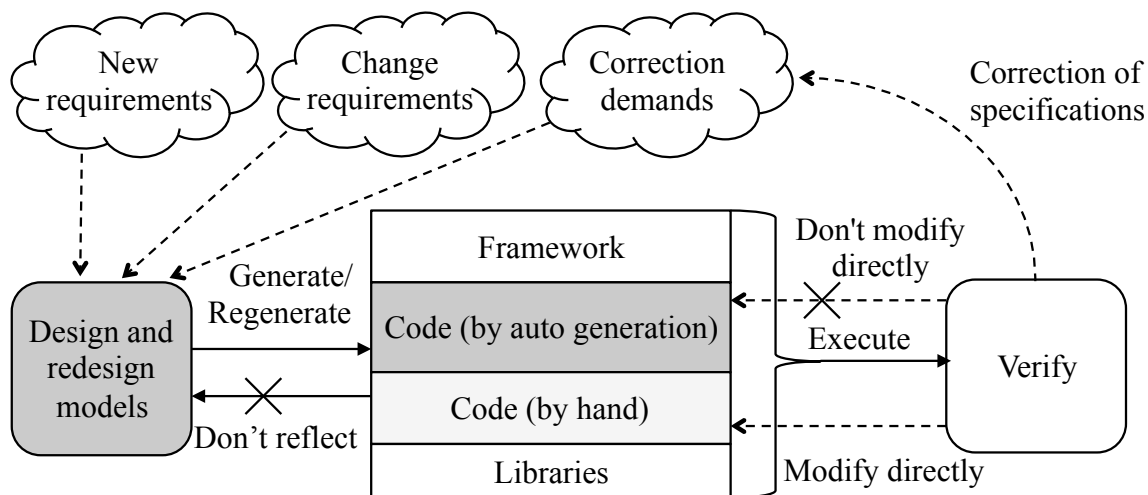 New
requirements
Change
requirements
Correction
demands
Correction of
specifications
Framework
Don't modify
directly
Generate/
Regenerate
Design and
redesign
models
Code (by auto generation)
Execute
Verify
Code (by hand)
Don’t reflect
Libraries
Modify directly